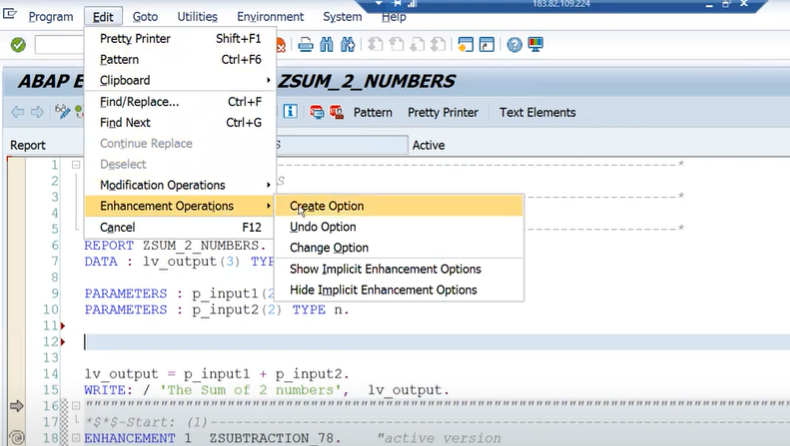 183.82.109.224
Program Edit Goto Utilities Environment System Help
Pretty Printer Shift+F1
Pattern Ctrl+F6
Clipboard
Find/Replace... Ctrl+F
Find Next Ctrl+G
Continue Replace
Deselect
Modification Operations
Enhancement Operations
Cancel F12
Create Option
Undo Option
Change Option
Show Implicit Enhancement Options
Hide Implicit Enhancement Options
ABAP E ZSUM_2_NUMBERS
Pattern Pretty Printer Text Elements
Report S Active
1 *
2 S
3 *
4
5 *
6 REPORT ZSUM_2_NUMBERS.
7 DATA : lv_output(3) TYP
8
9 PARAMETERS : p_input1(2
10 PARAMETERS : p_input2(2) TYPE n.
11
12
13
14 lv_output = p_input1 + p_input2.
15 WRITE: / 'The Sum of 2 numbers', lv_output.
16 """"""""""""""""""""""""""""""""""""""""""""""""""""""""""""""""""""""
17 *$*$-Start: (1)
18 ENHANCEMENT 1 ZSUBTRACTION_78. "active version